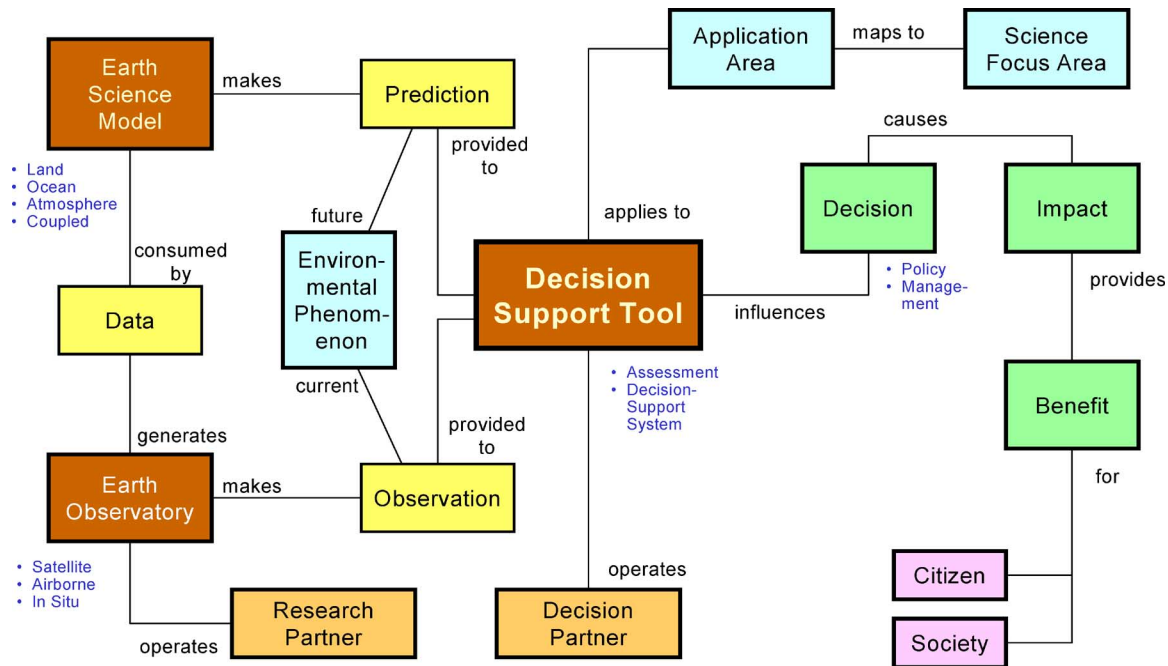 Earth
Science
Model
makes
Prediction
Application
Area
maps to
Science
Focus Area
• Land
• Ocean
• Atmosphere
• Coupled
provided
to
causes
Decision
Impact
future
applies to
consumed
by
Environ-
mental
Phenom-
enon
Decision
Support Tool
influences
• Policy
• Manage-
ment
provides
Data
current
• Assessment
• Decision-
Support
System
Benefit
generates
provided
to
Earth
Observatory
makes
Observation
for
• Satellite
• Airborne
• In Situ
operates
Research
Partner
operates
Decision
Partner
Citizen
Society